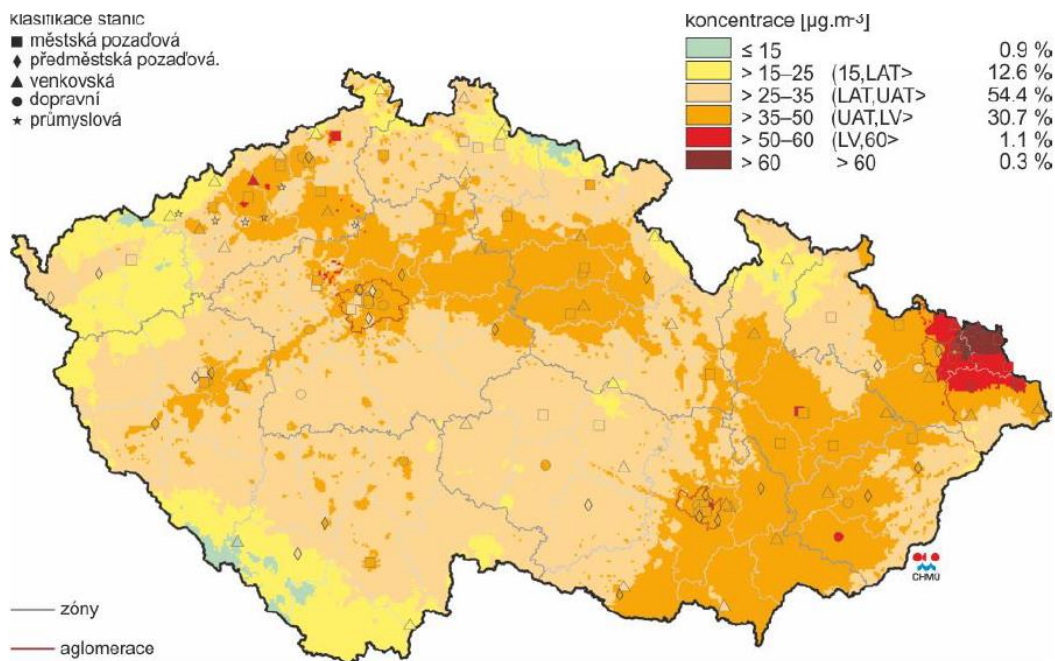 klasifikace stanic
městská pozaďová
předměstská pozaďová.
venkovská
dopravní
průmyslová
koncentrace [µg.m-³]
≤ 15 0.9 %
> 15–25 (15,LAT> 12.6 %
> 25–35 (LAT,UAT> 54.4 %
> 35–50 (UAT,LV> 30.7 %
> 50–60 (LV,60> 1.1 %
> 60 > 60 0.3 %
CHMÚ
zóny
aglomerace